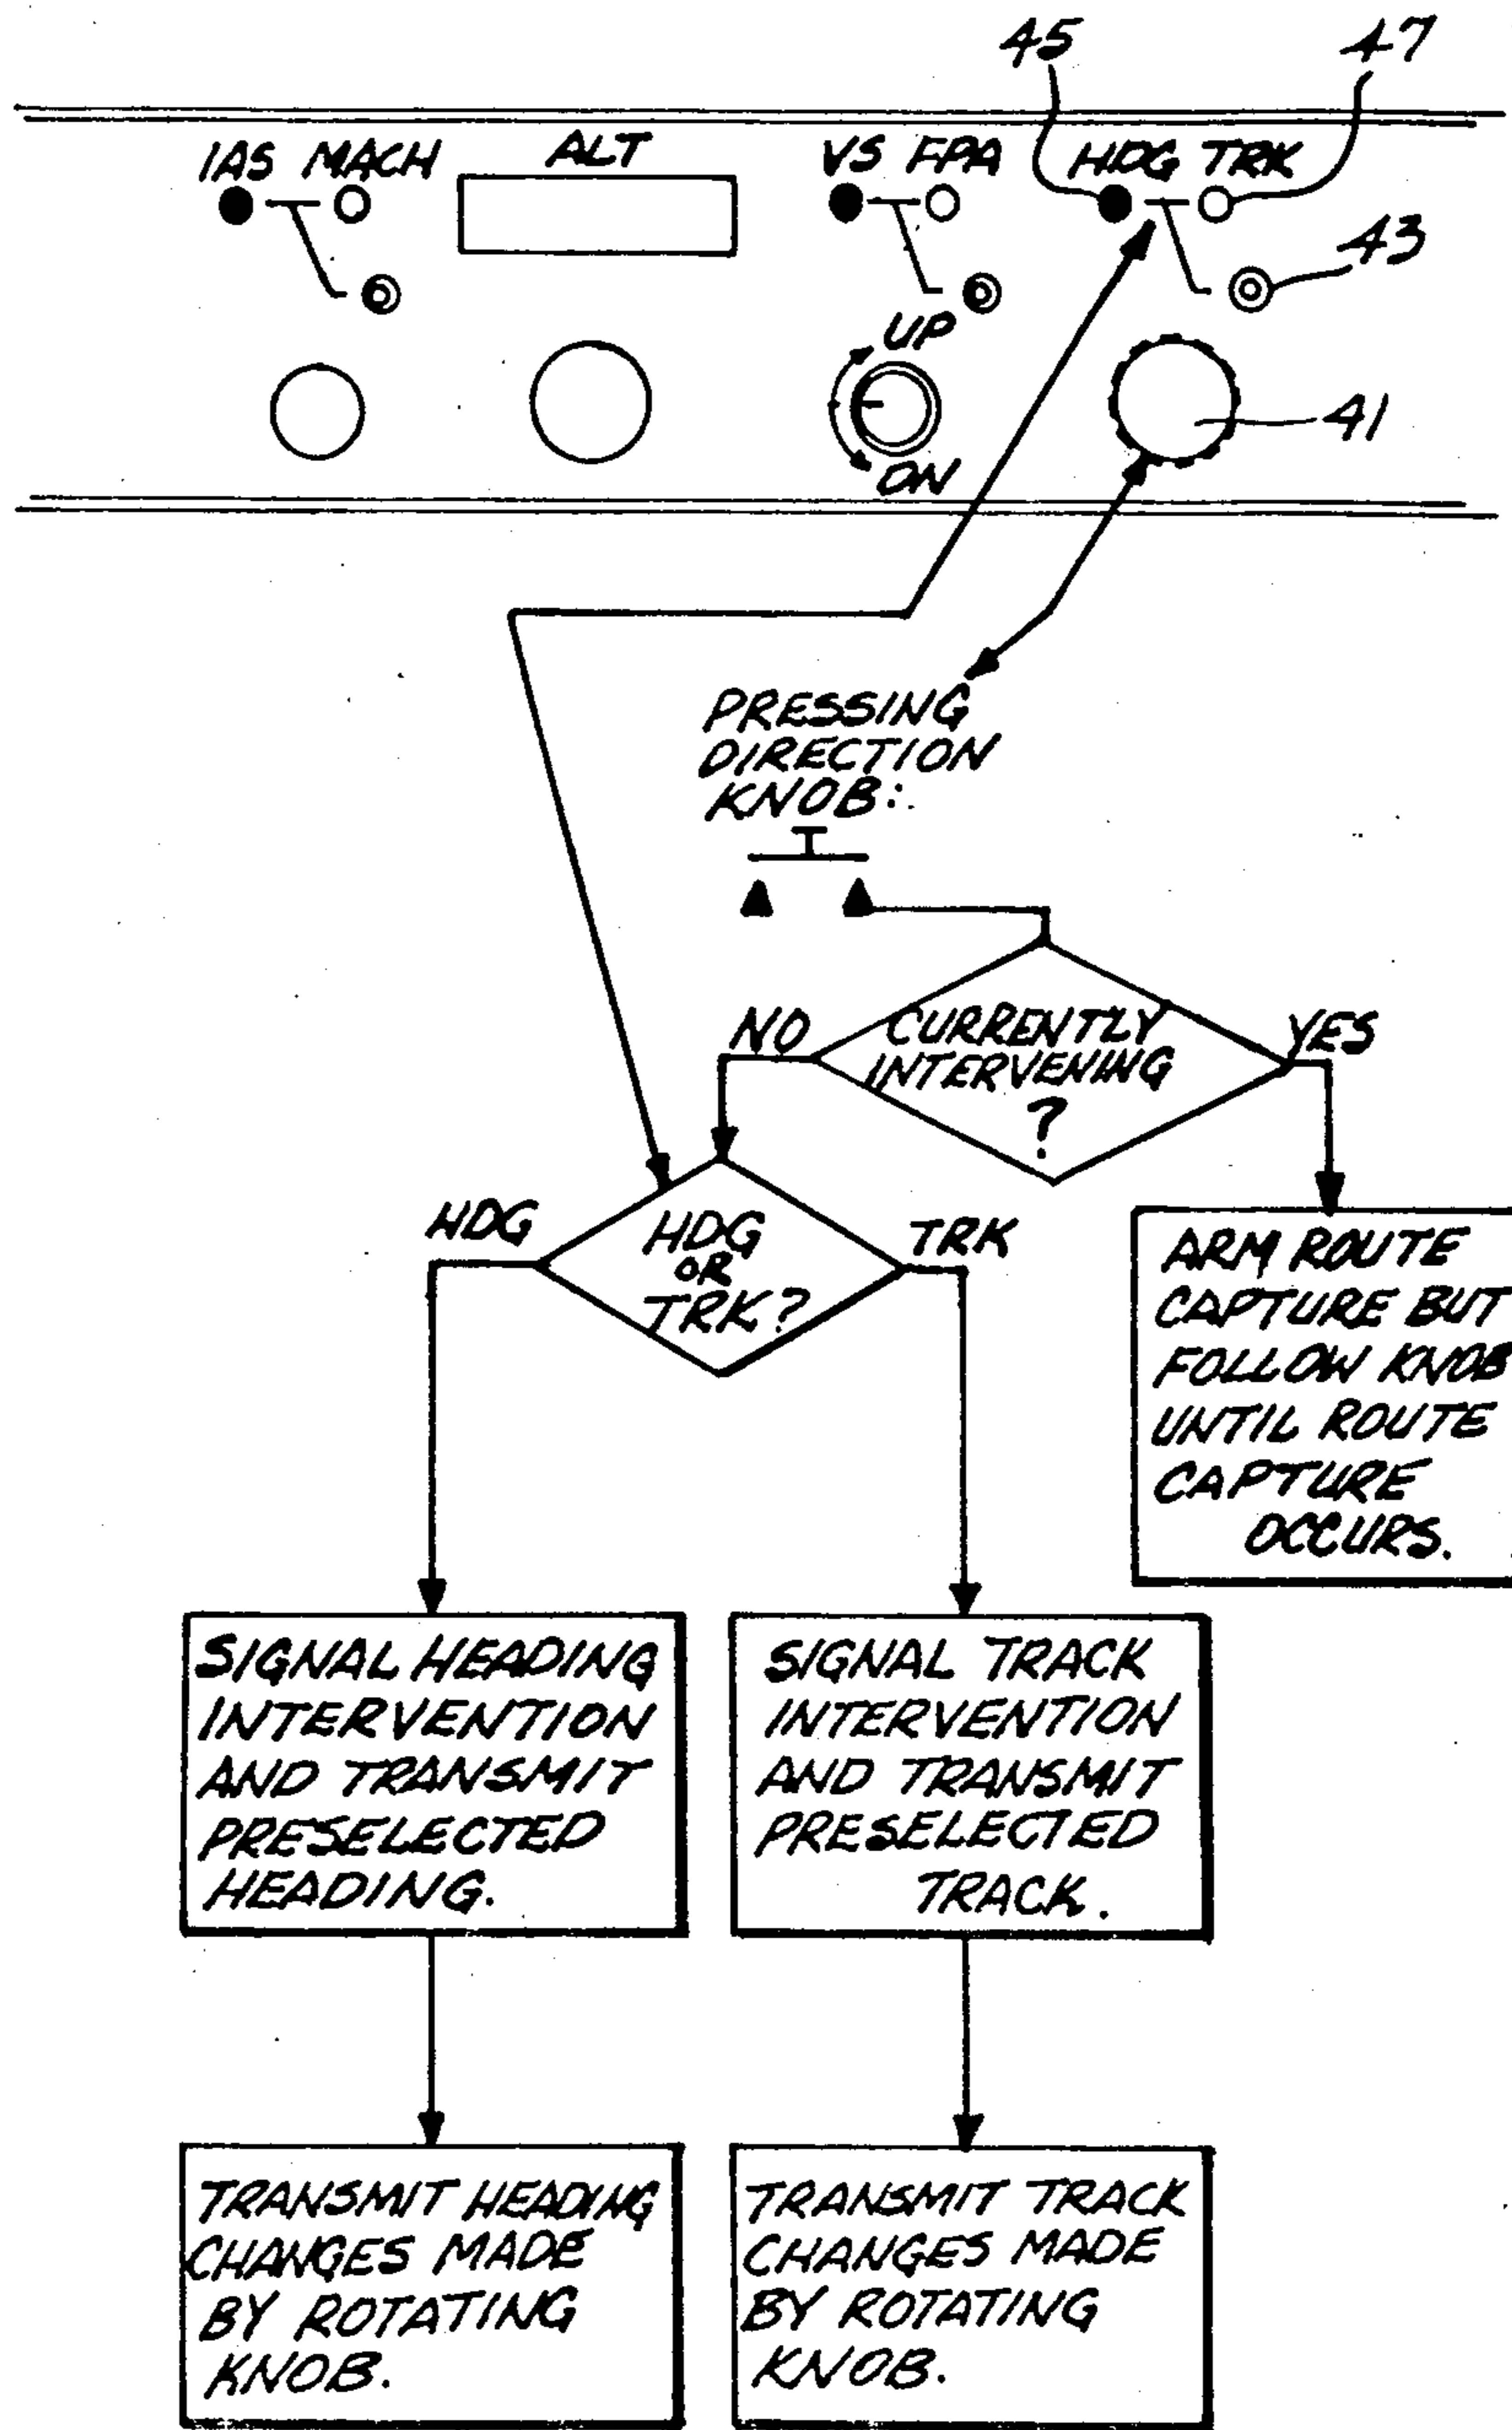 45 47
IAS MACH ALT VS FPA HDG TRK
43
UP
41
DN
PRESSING
DIRECTION
KNOB:
NO CURRENTLY YES
INTERVENING
?
HDG HDG TRK
OR
TRK?
ARM ROUTE
CAPTURE BUT
FOLLOW KNOB
UNTIL ROUTE
CAPTURE
OCCURS.
SIGNAL HEADING
INTERVENTION
AND TRANSMIT
PRESELECTED
HEADING.
SIGNAL TRACK
INTERVENTION
AND TRANSMIT
PRESELECTED
TRACK.
TRANSMIT HEADING
CHANGES MADE
BY ROTATING
KNOB.
TRANSMIT TRACK
CHANGES MADE
BY ROTATING
KNOB.